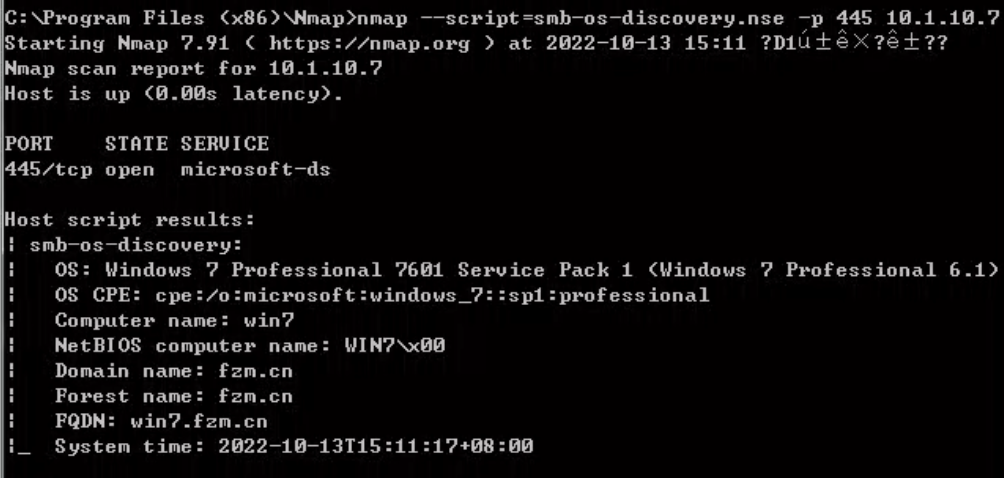 C:\Program Files (x86)\Nmap>nmap --script=smb-os-discovery.nse -p 445 10.1.10.7
Starting Nmap 7.91 ( https://nmap.org ) at 2022-10-13 15:11 ?D1ú±ê×?ê±??
Nmap scan report for 10.1.10.7
Host is up (0.00s latency).
PORT    STATE SERVICE
445/tcp open  microsoft-ds
Host script results:
| smb-os-discovery:
|   OS: Windows 7 Professional 7601 Service Pack 1 (Windows 7 Professional 6.1)
|   OS CPE: cpe:/o:microsoft:windows_7::sp1:professional
|   Computer name: win7
|   NetBIOS computer name: WIN7\x00
|   Domain name: fzm.cn
|   Forest name: fzm.cn
|   FQDN: win7.fzm.cn
|_  System time: 2022-10-13T15:11:17+08:00